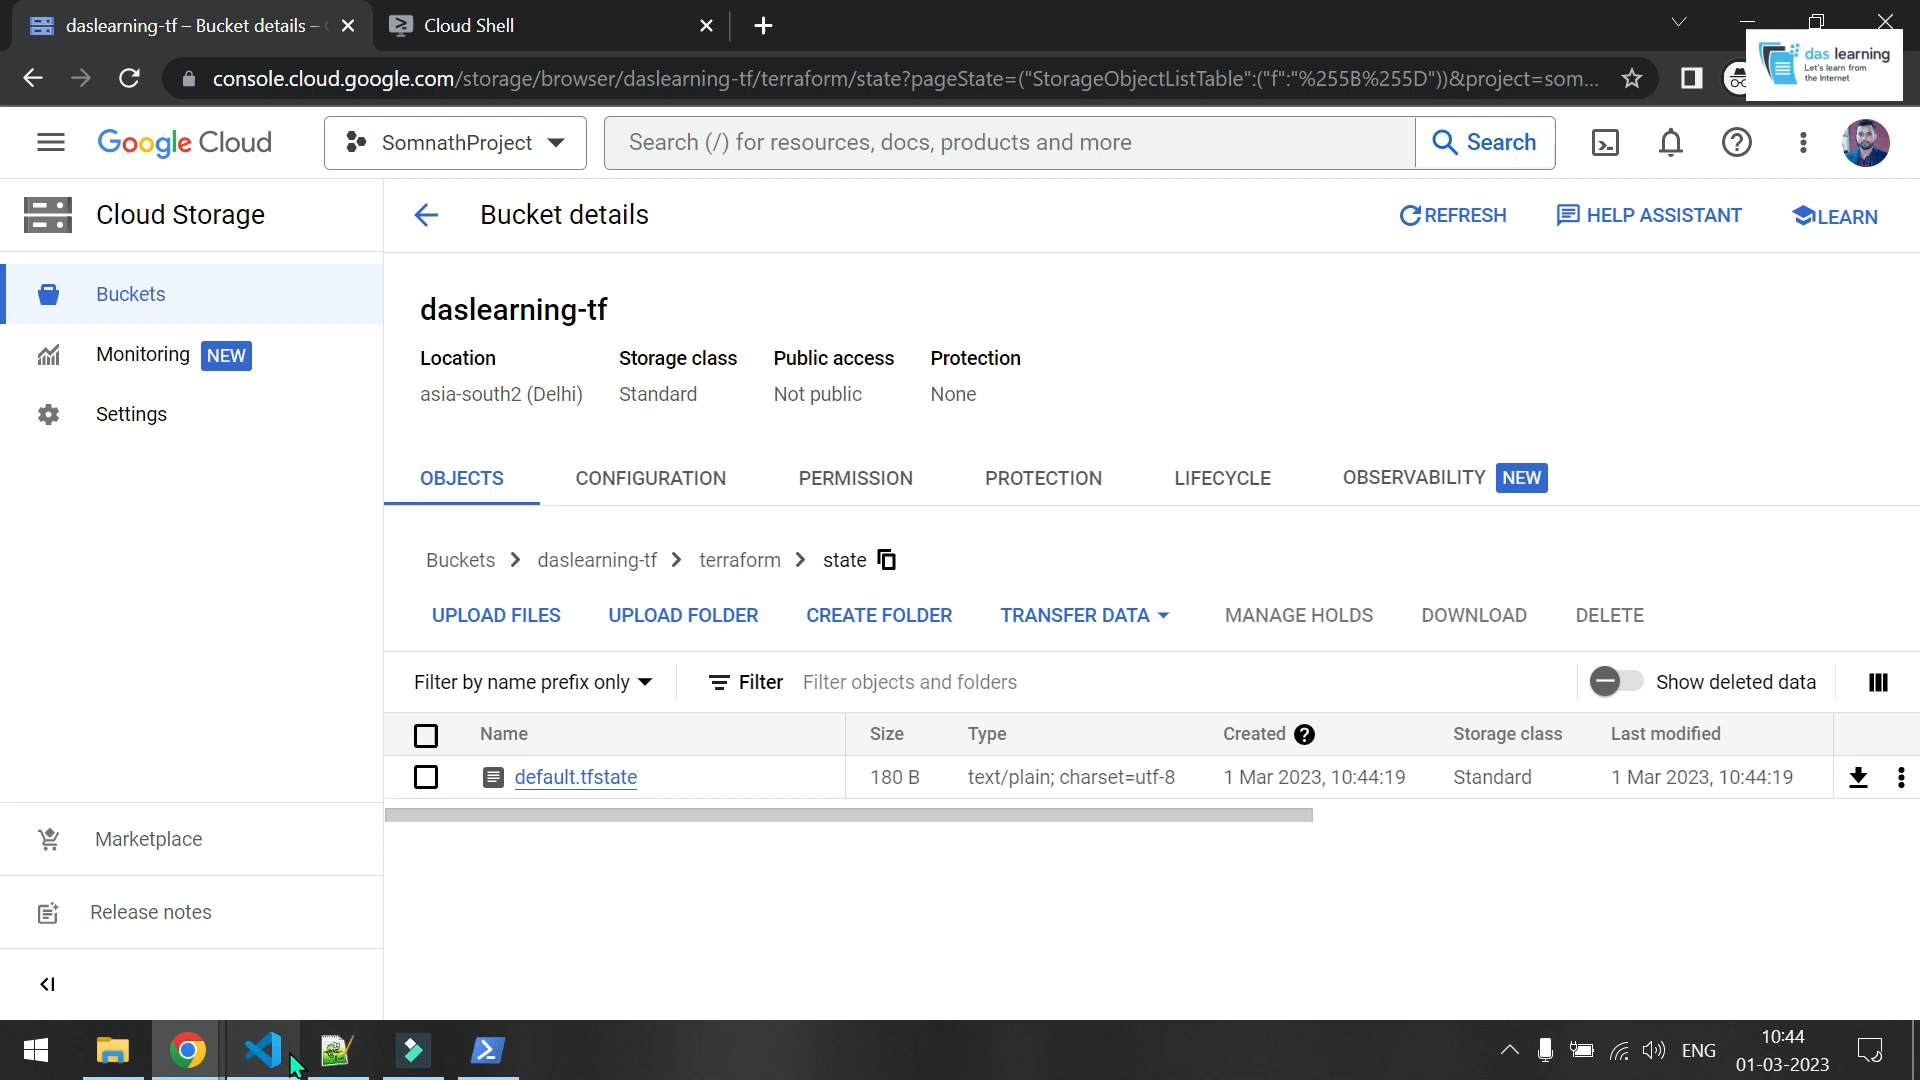 daslearning-tf – Bucket details –
Cloud Shell
console.cloud.google.com/storage/browser/daslearning-tf/terraform/state?pageState=("StorageObjectListTable":("f":"%255B%255D"))&project=som...
das learning
Let's learn from
the Internet
Google Cloud
SomnathProject
Search (/) for resources, docs, products and more
Search
Cloud Storage
Bucket details
REFRESH
HELP ASSISTANT
LEARN
Buckets
Monitoring NEW
Settings
Marketplace
Release notes
daslearning-tf
Location Storage class Public access Protection
asia-south2 (Delhi) Standard Not public None
OBJECTS CONFIGURATION PERMISSION PROTECTION LIFECYCLE OBSERVABILITY NEW
Buckets > daslearning-tf > terraform > state
UPLOAD FILES UPLOAD FOLDER CREATE FOLDER TRANSFER DATA MANAGE HOLDS DOWNLOAD DELETE
Filter by name prefix only Filter Filter objects and folders Show deleted data
Name Size Type Created Storage class Last modified
default.tfstate 180 B text/plain; charset=utf-8 1 Mar 2023, 10:44:19 Standard 1 Mar 2023, 10:44:19
ENG
10:44
01-03-2023